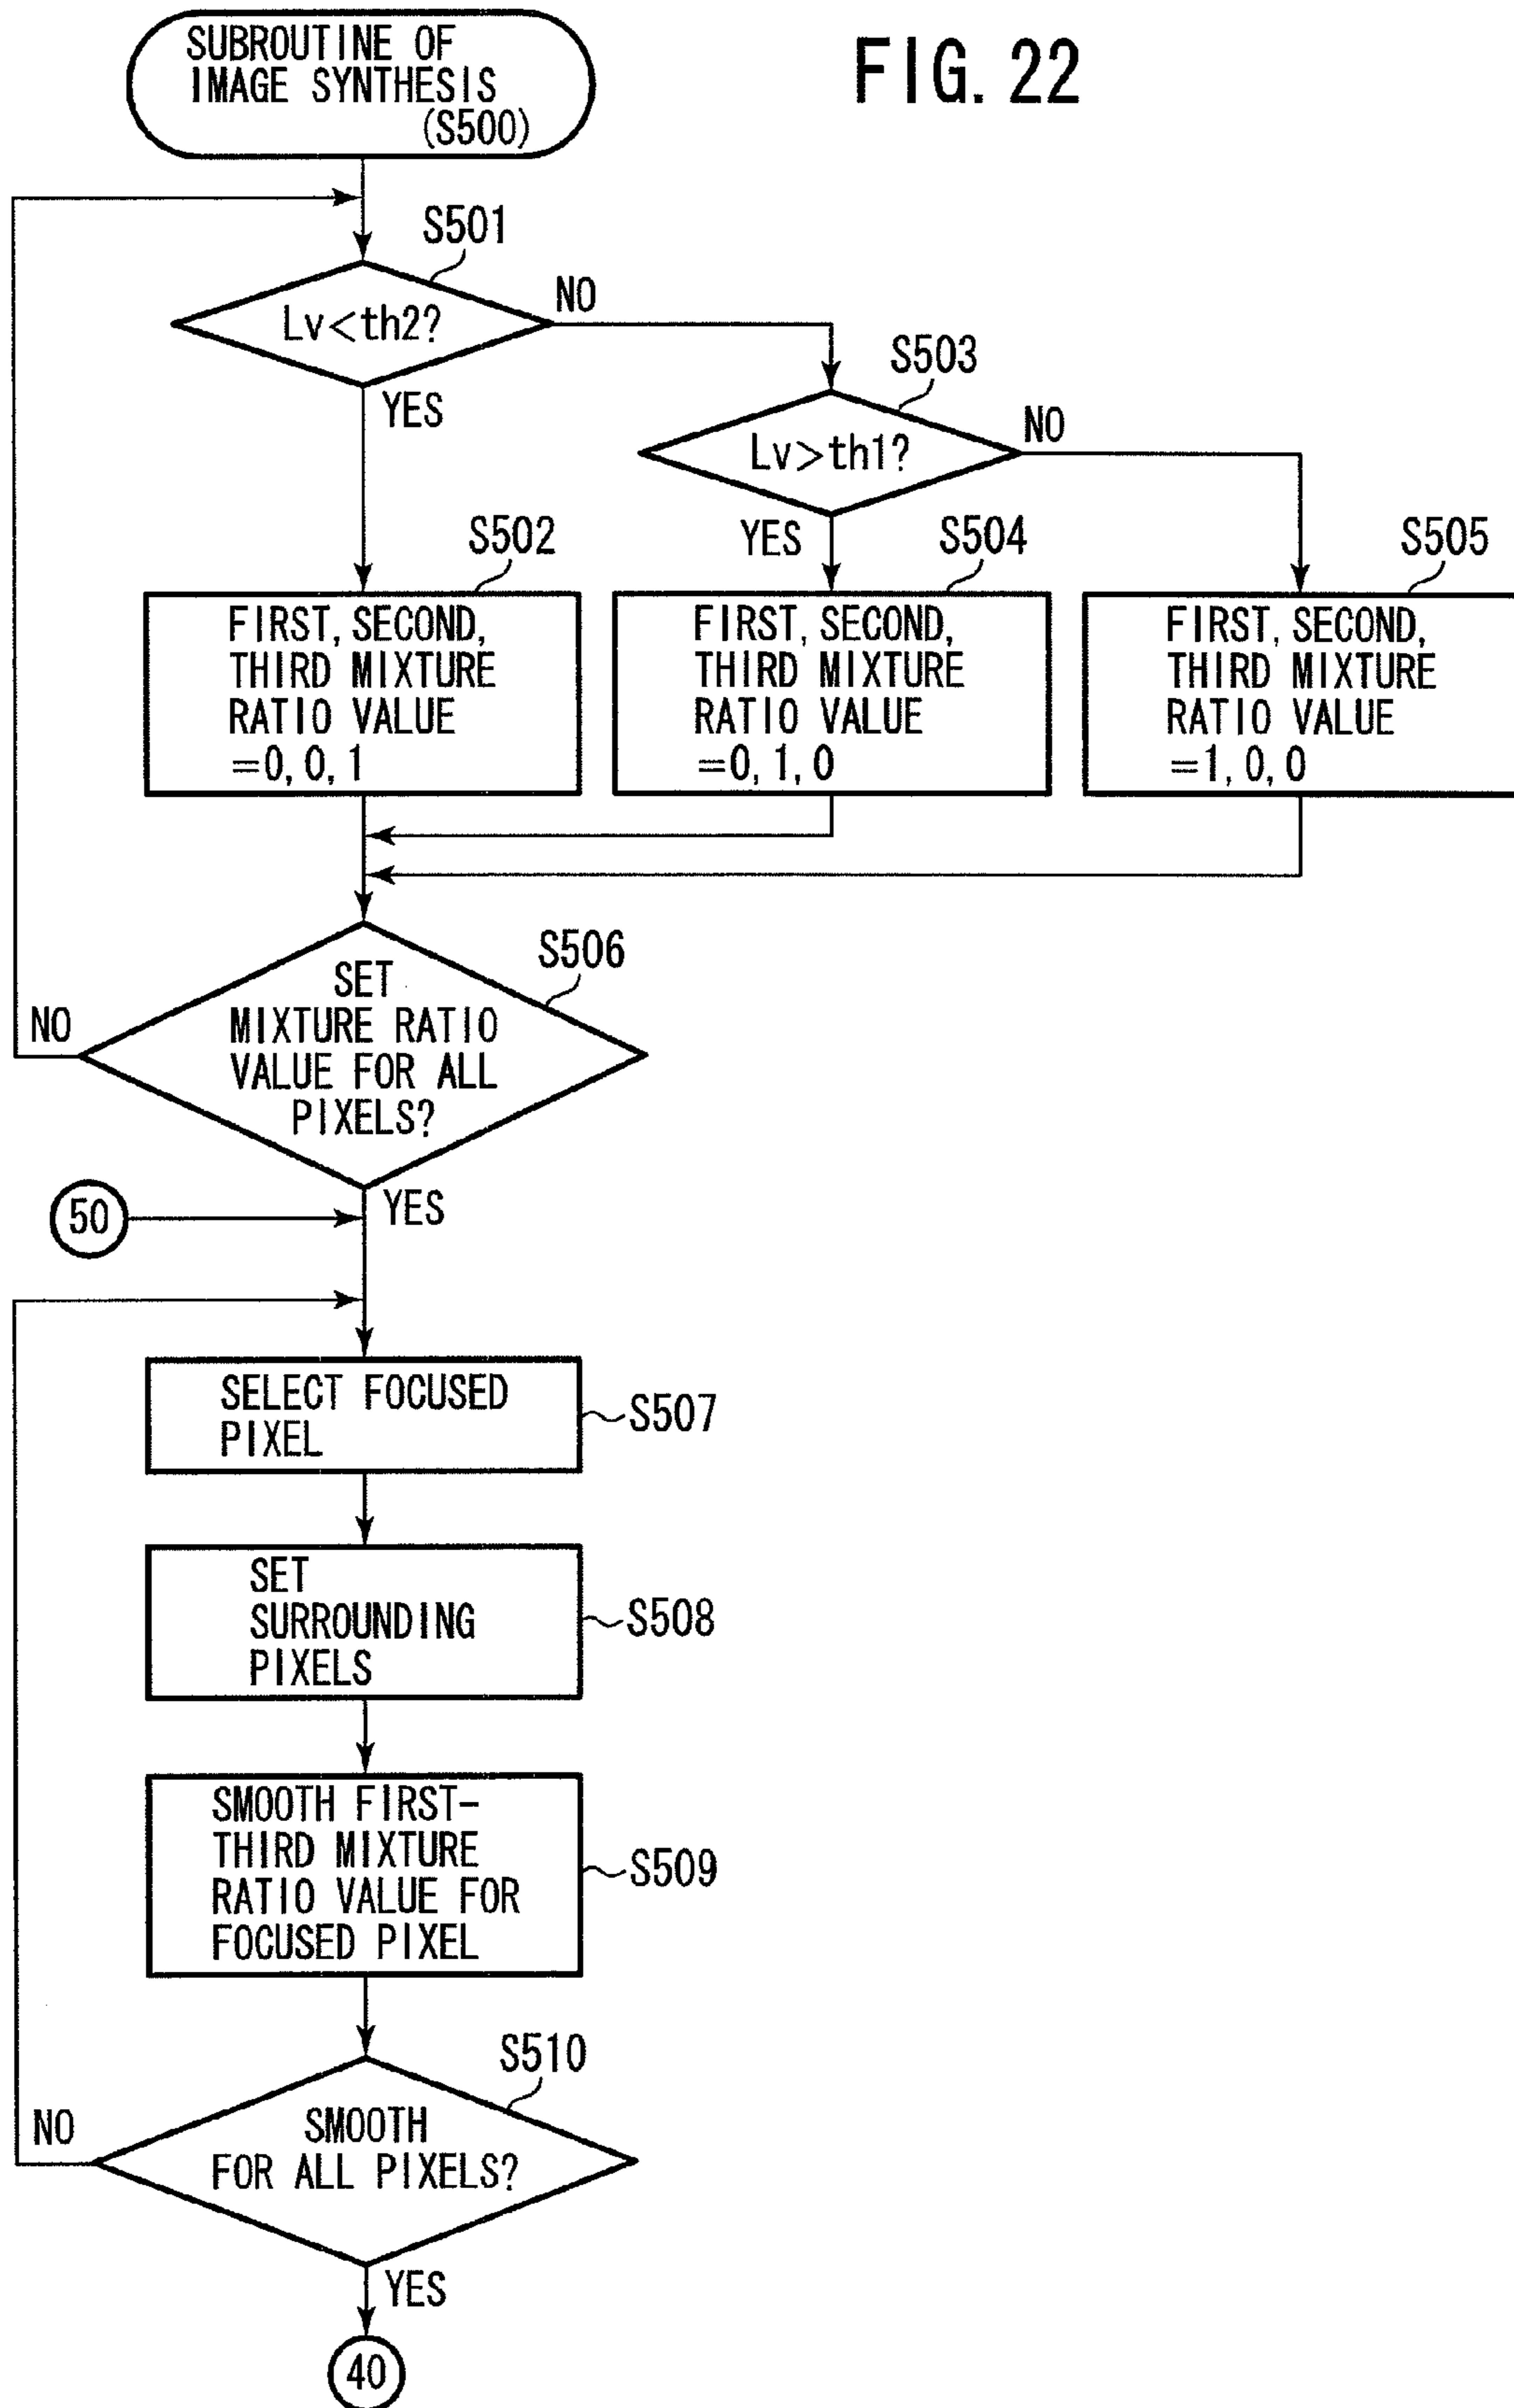 FIG. 22
SUBROUTINE OF
IMAGE SYNTHESIS
(S500)
S501
Lv<th2?
NO
YES
S503
Lv>th1?
NO
YES
S502
FIRST, SECOND,
THIRD MIXTURE
RATIO VALUE
=0, 0, 1
S504
FIRST, SECOND,
THIRD MIXTURE
RATIO VALUE
=0, 1, 0
S505
FIRST, SECOND,
THIRD MIXTURE
RATIO VALUE
=1, 0, 0
S506
SET
MIXTURE RATIO
VALUE FOR ALL
PIXELS?
NO
YES
50
SELECT FOCUSED
PIXEL
S507
SET
SURROUNDING
PIXELS
S508
SMOOTH FIRST-
THIRD MIXTURE
RATIO VALUE FOR
FOCUSED PIXEL
S509
S510
SMOOTH
FOR ALL PIXELS?
NO
YES
40